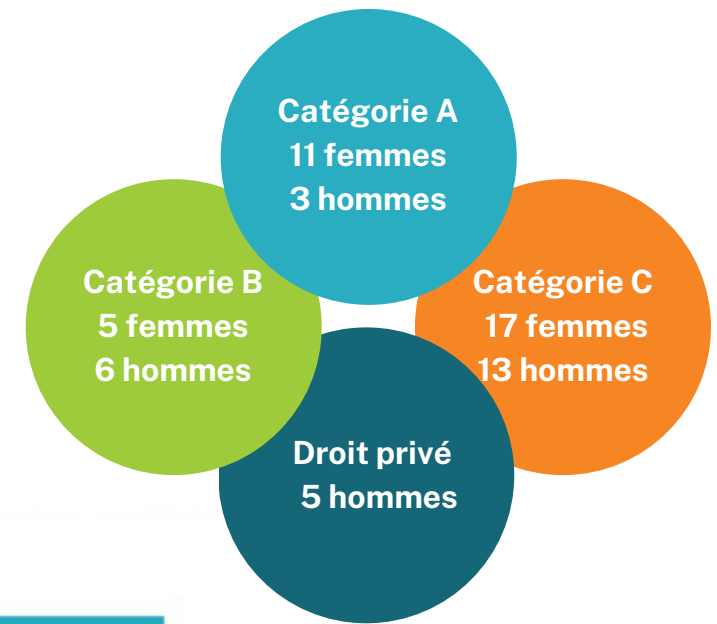 Catégorie A
11 femmes
3 hommes
Catégorie B
5 femmes
6 hommes
Catégorie C
17 femmes
13 hommes
Droit privé
5 hommes